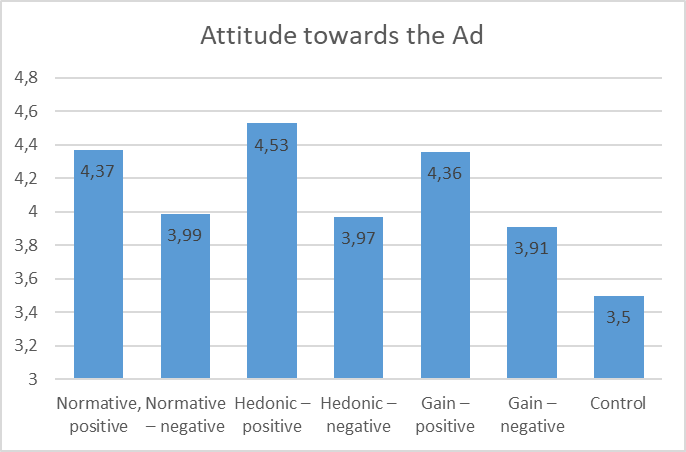 Attitude towards the Ad
4,8
4,6
4,4
4,2
4
3,8
3,6
3,4
3,2
3
4,37
3,99
4,53
3,97
4,36
3,91
3,5
Normative, positive
Normative – negative
Hedonic – positive
Hedonic – negative
Gain – positive
Gain – negative
Control